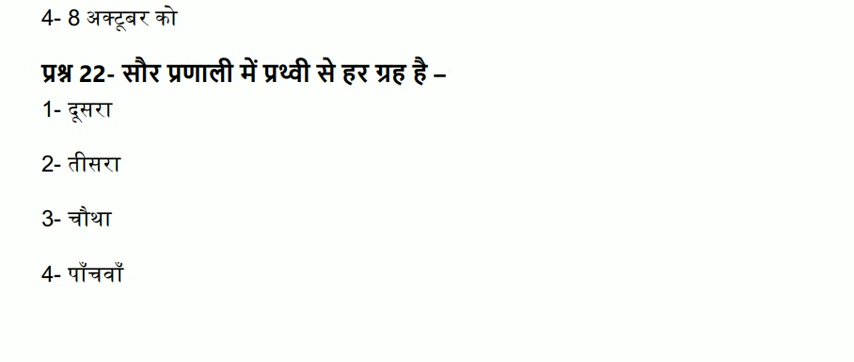 4- 8 अक्टूबर को
प्रश्न 22- सौर प्रणाली में प्रथ्वी से हर ग्रह है –
1- दूसरा
2- तीसरा
3- चौथा
4- पाँचवाँ